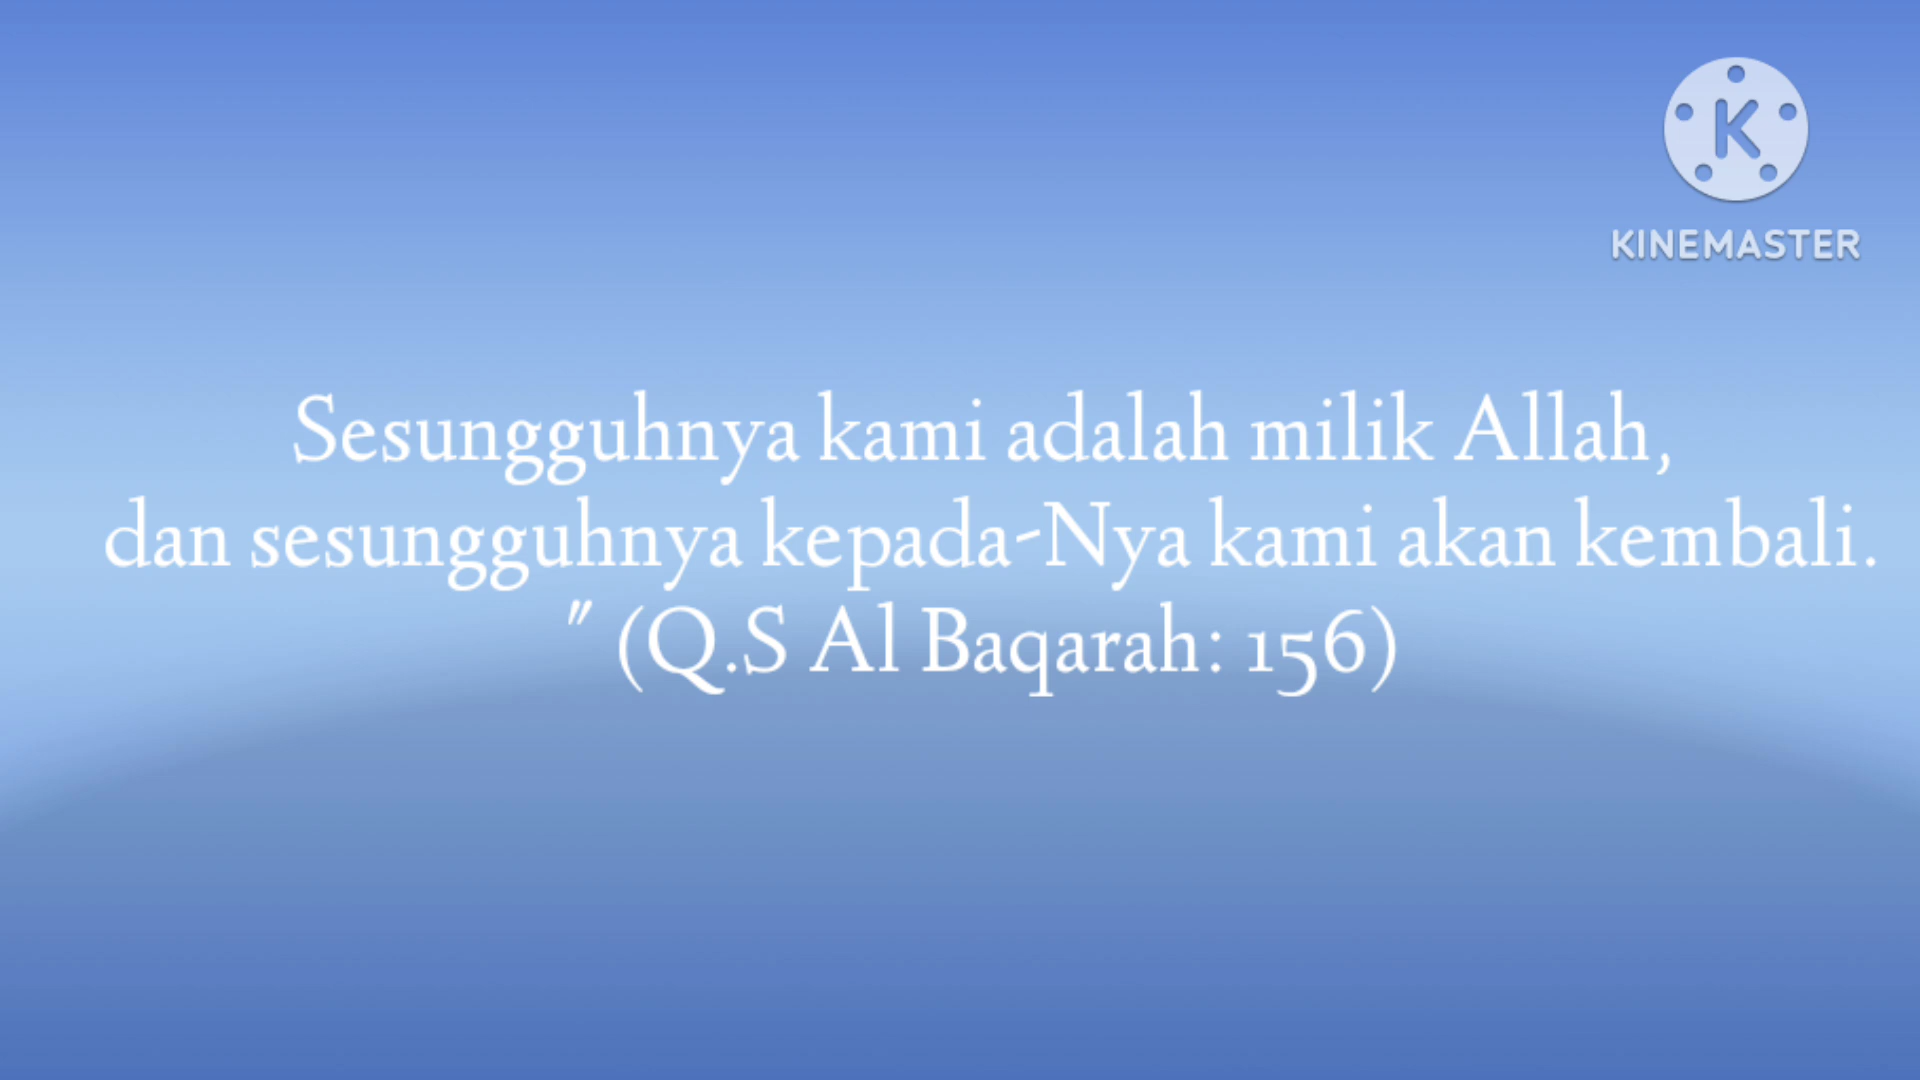 K
KINEMASTER
Sesungguhnya kami adalah milik Allah,
dan sesungguhnya kepada-Nya kami akan kembali.
" (Q.S Al Baqarah: 156)